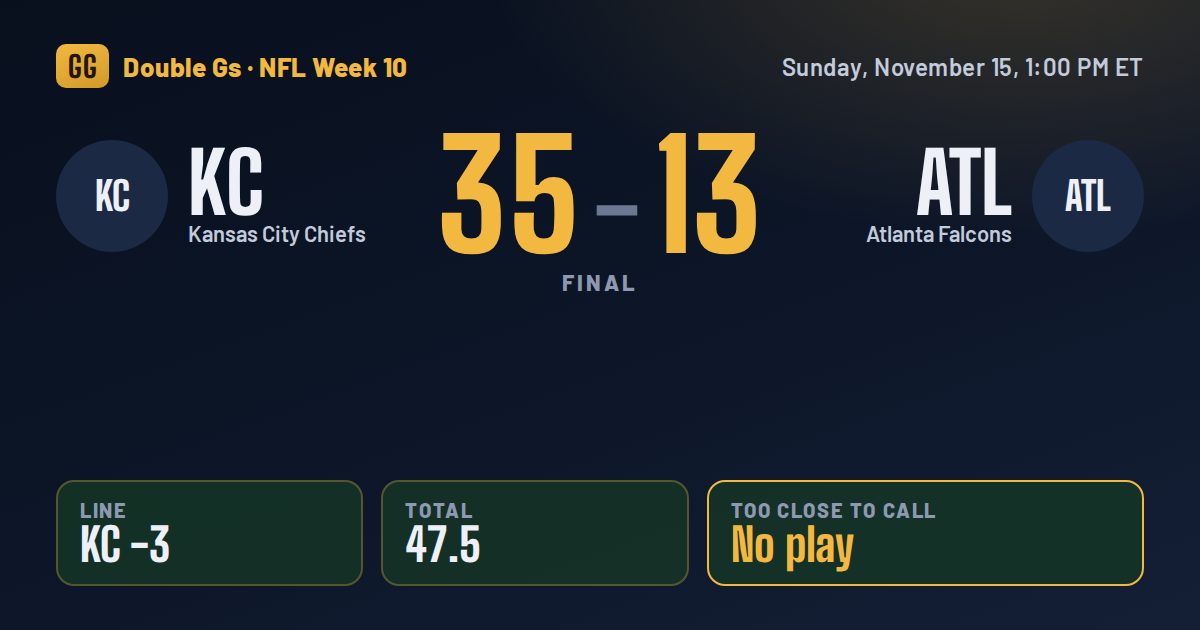 GG Double Gs · NFL Week 10
Sunday, November 15, 1:00 PM ET
KC
KC
Kansas City Chiefs
35 – 13
FINAL
ATL
Atlanta Falcons
ATL
LINE
KC −3
TOTAL
47.5
TOO CLOSE TO CALL
No play